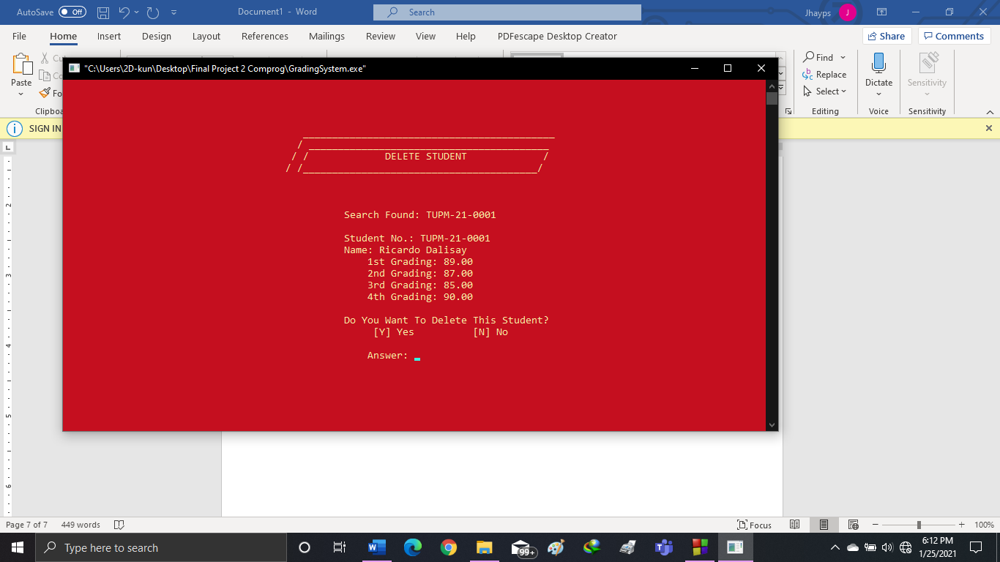 AutoSave Off Document1 - Word Search Jhayps J
File Home Insert Design Layout References Mailings Review View Help PDFescape Desktop Creator Share Comments
Paste
Clipboa
Find
Replace
Select
Editing
Dictate
Voice
Sensitivity
Sensitivity
SIGN IN
"C:\Users\2D-kun\Desktop\Final Project 2 Comprog\GradingSystem.exe"
DELETE STUDENT
Search Found: TUPM-21-0001
Student No.: TUPM-21-0001
Name: Ricardo Dalisay
1st Grading: 89.00
2nd Grading: 87.00
3rd Grading: 85.00
4th Grading: 90.00
Do You Want To Delete This Student?
[Y] Yes [N] No
Answer:
L
2
3
4
5
6
Page 7 of 7 449 words Focus 100%
Type here to search 99+ 6:12 PM
1/25/2021